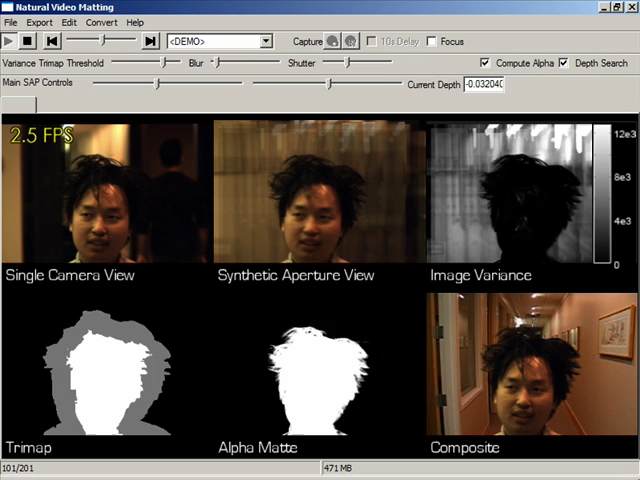 Natural Video Matting
File Export Edit Convert Help
<DEMO> Capture 10s Delay Focus
Variance Trimap Threshold Blur Shutter Compute Alpha Depth Search
Main SAP Controls Current Depth -0.03204
2.5 FPS
12e3
8e3
4e3
0
Single Camera View Synthetic Aperture View Image Variance
Trimap Alpha Matte Composite
101/201 471 MB